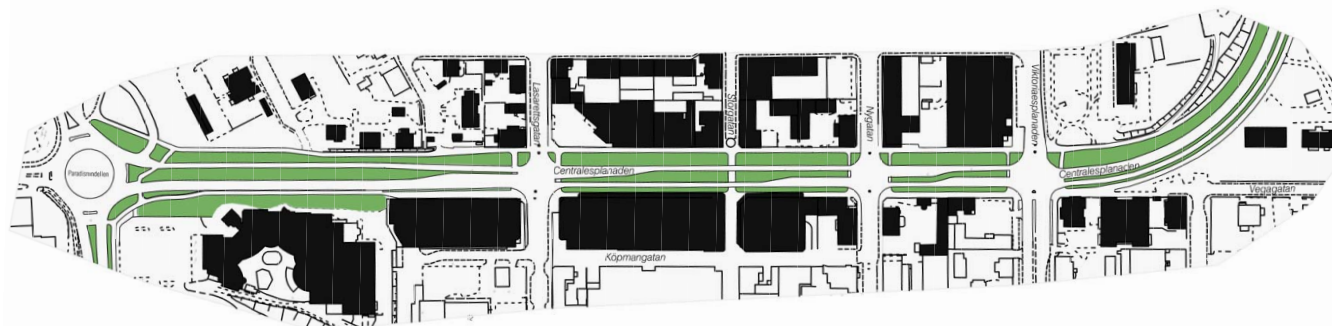 Paradisrondellen
Lasarettsgatan
Storgatan
Nygatan
Viktoriaesplanaden
Centralesplanaden
Centralesplanaden
Vegagatan
Köpmangatan